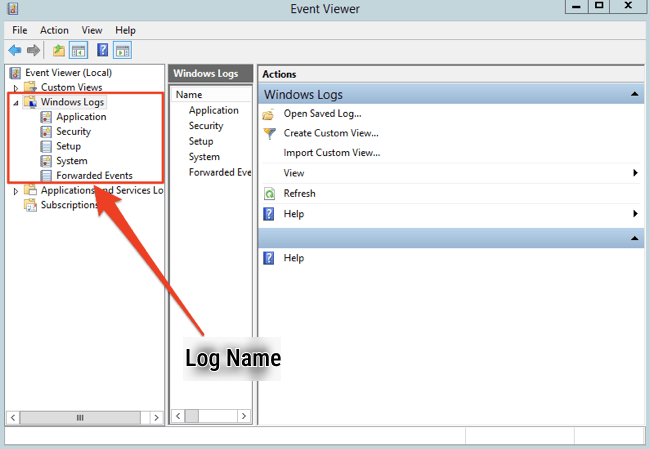 Event Viewer
File Action View Help
Event Viewer (Local)
Custom Views
Windows Logs
Application
Security
Setup
System
Forwarded Events
Applications and Services Lo
Subscriptions
Windows Logs
Name
Application
Security
Setup
System
Forwarded Eve
Actions
Windows Logs
Open Saved Log...
Create Custom View...
Import Custom View...
View
Refresh
Help
Help
Log Name